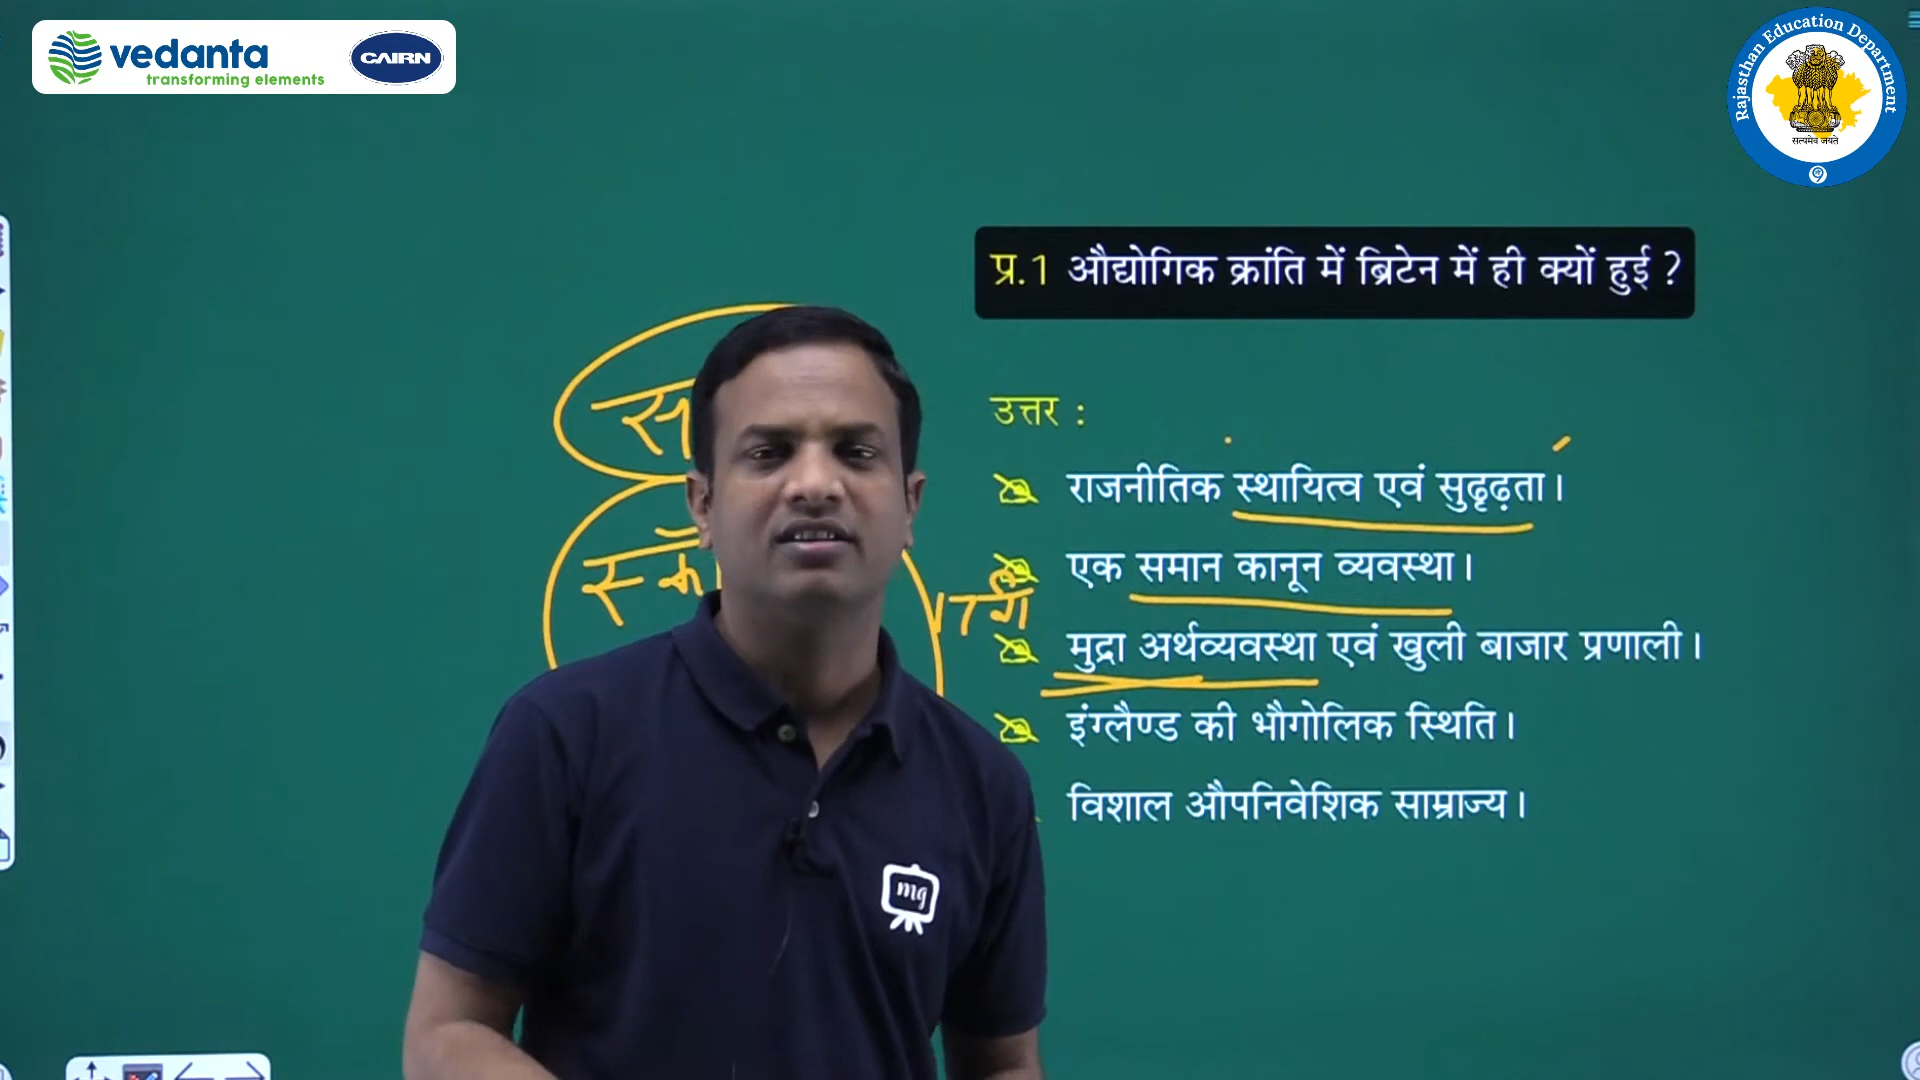 vedanta
transforming elements
CAIRN
Rajasthan Education Department
सत्यमेव जयते
प्र.1 औद्योगिक क्रांति में ब्रिटेन में ही क्यों हुई ?
उत्तर :
राजनीतिक स्थायित्व एवं सुदृढ़ता।
एक समान कानून व्यवस्था।
मुद्रा अर्थव्यवस्था एवं खुली बाजार प्रणाली।
इंग्लैण्ड की भौगोलिक स्थिति।
विशाल औपनिवेशिक साम्राज्य।
mg